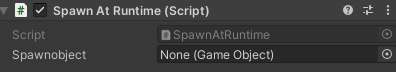 Spawn At Runtime (Script)
Script SpawnAtRuntime
Spawnobject None (Game Object)